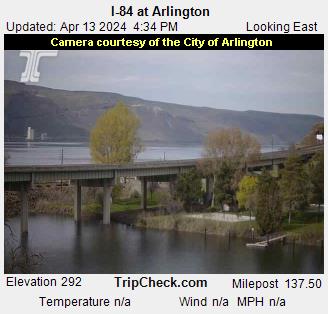 I-84 at Arlington
Updated: Apr 13 2024 4:34 PM Looking East
Camera courtesy of the City of Arlington
Elevation 292 TripCheck.com Milepost 137.50
Temperature n/a Wind n/a MPH n/a